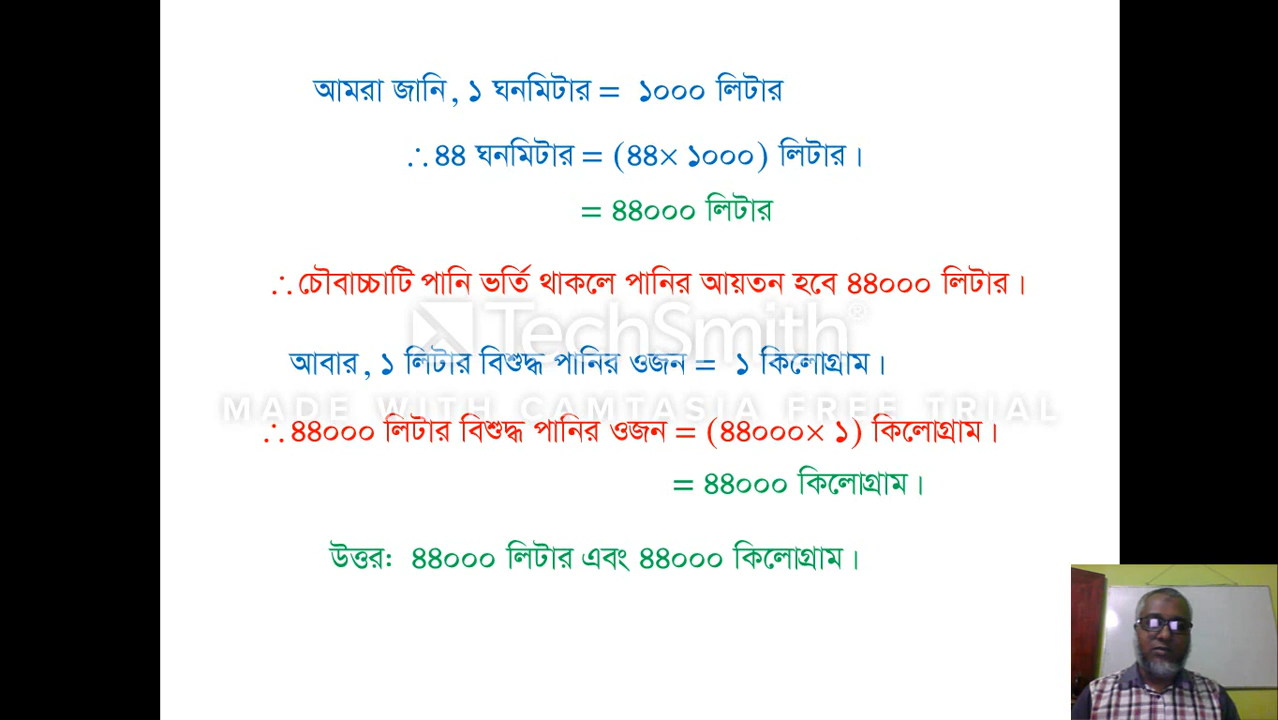 আমরা জানি, ১ ঘনমিটার = ১০০০ লিটার
∴ ৪৪ ঘনমিটার = (৪৪× ১০০০) লিটার।
= ৪৪০০০ লিটার
∴ চৌবাচ্চাটি পানি ভর্তি থাকলে পানির আয়তন হবে ৪৪০০০ লিটার।
TechSmith®
আবার, ১ লিটার বিশুদ্ধ পানির ওজন = ১ কিলোগ্রাম।
MADE WITH CAMTASIA FREE TRIAL
∴ ৪৪০০০ লিটার বিশুদ্ধ পানির ওজন = (৪৪০০০× ১) কিলোগ্রাম।
= ৪৪০০০ কিলোগ্রাম।
উত্তর: ৪৪০০০ লিটার এবং ৪৪০০০ কিলোগ্রাম।